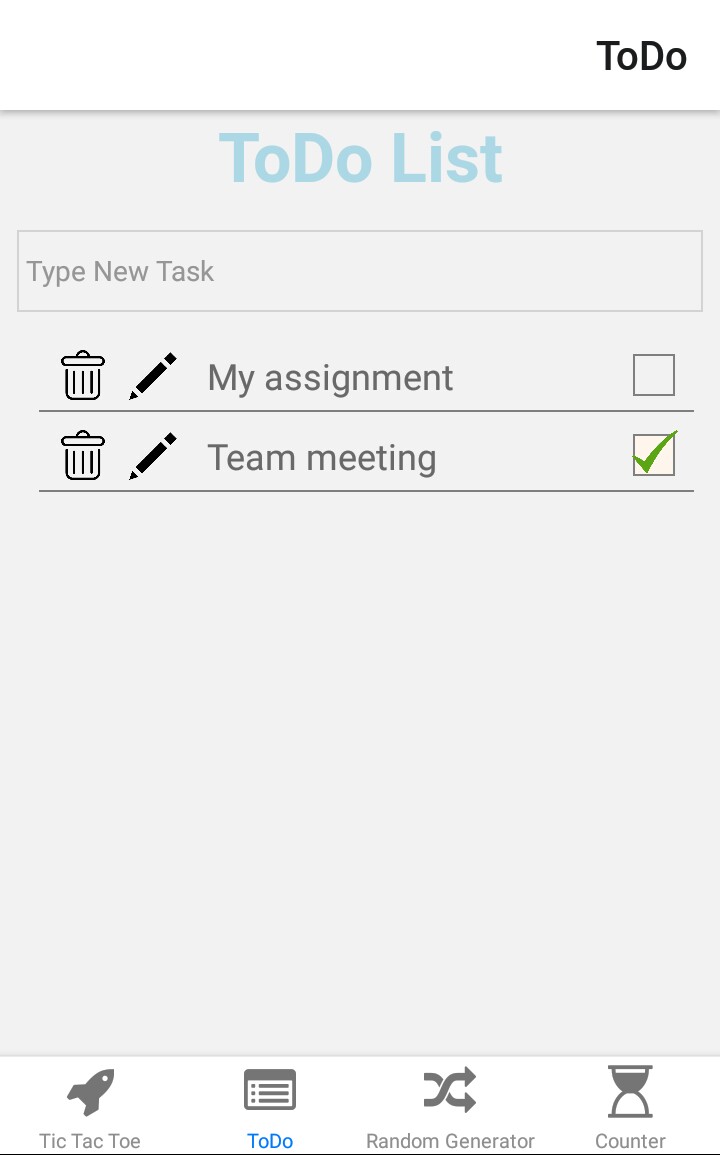 ToDo
ToDo List
Type New Task
My assignment
Team meeting
Tic Tac Toe
ToDo
Random Generator
Counter